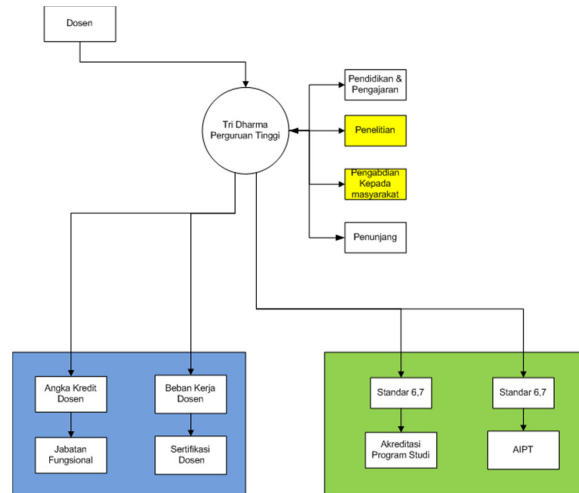 Dosen
Pendidikan &
Pengajaran
Tri Dharma
Perguruan Tinggi
Penelitian
Pengabdian
Kepada
masyarakat
Penunjang
Angka Kredit
Dosen
Beban Kerja
Dosen
Standar 6,7
Standar 6,7
Jabatan
Fungsional
Sertifikasi
Dosen
Akreditasi
Program Studi
AIPT